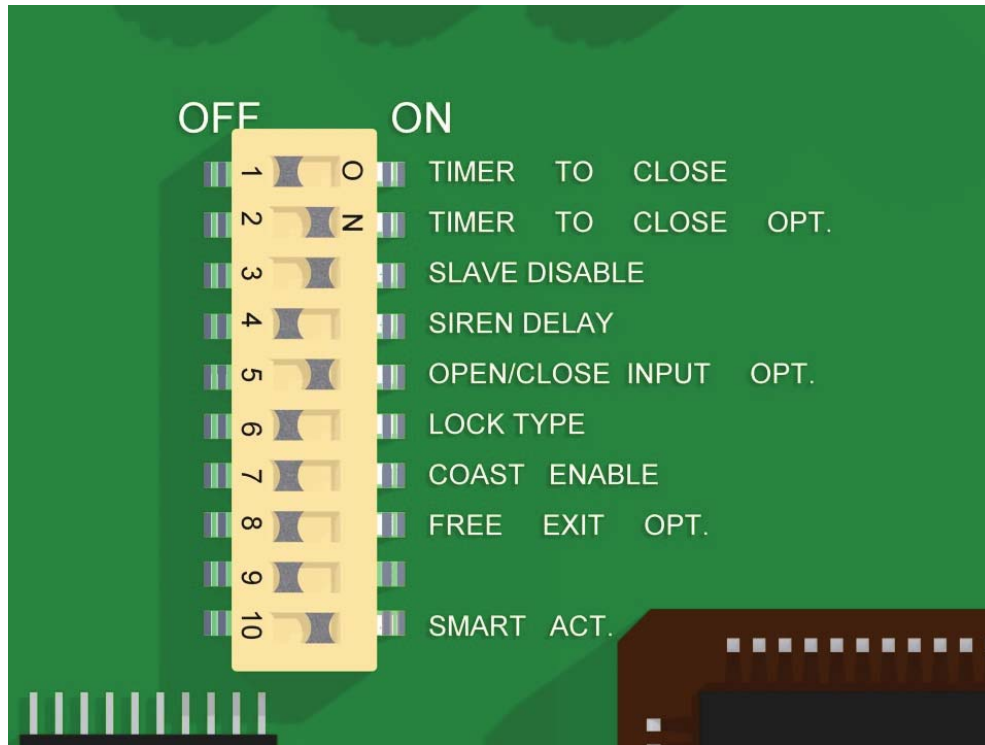 OFF ON
1 O TIMER TO CLOSE
2 N TIMER TO CLOSE OPT.
3 SLAVE DISABLE
4 SIREN DELAY
5 OPEN/CLOSE INPUT OPT.
6 LOCK TYPE
7 COAST ENABLE
8 FREE EXIT OPT.
9
10 SMART ACT.